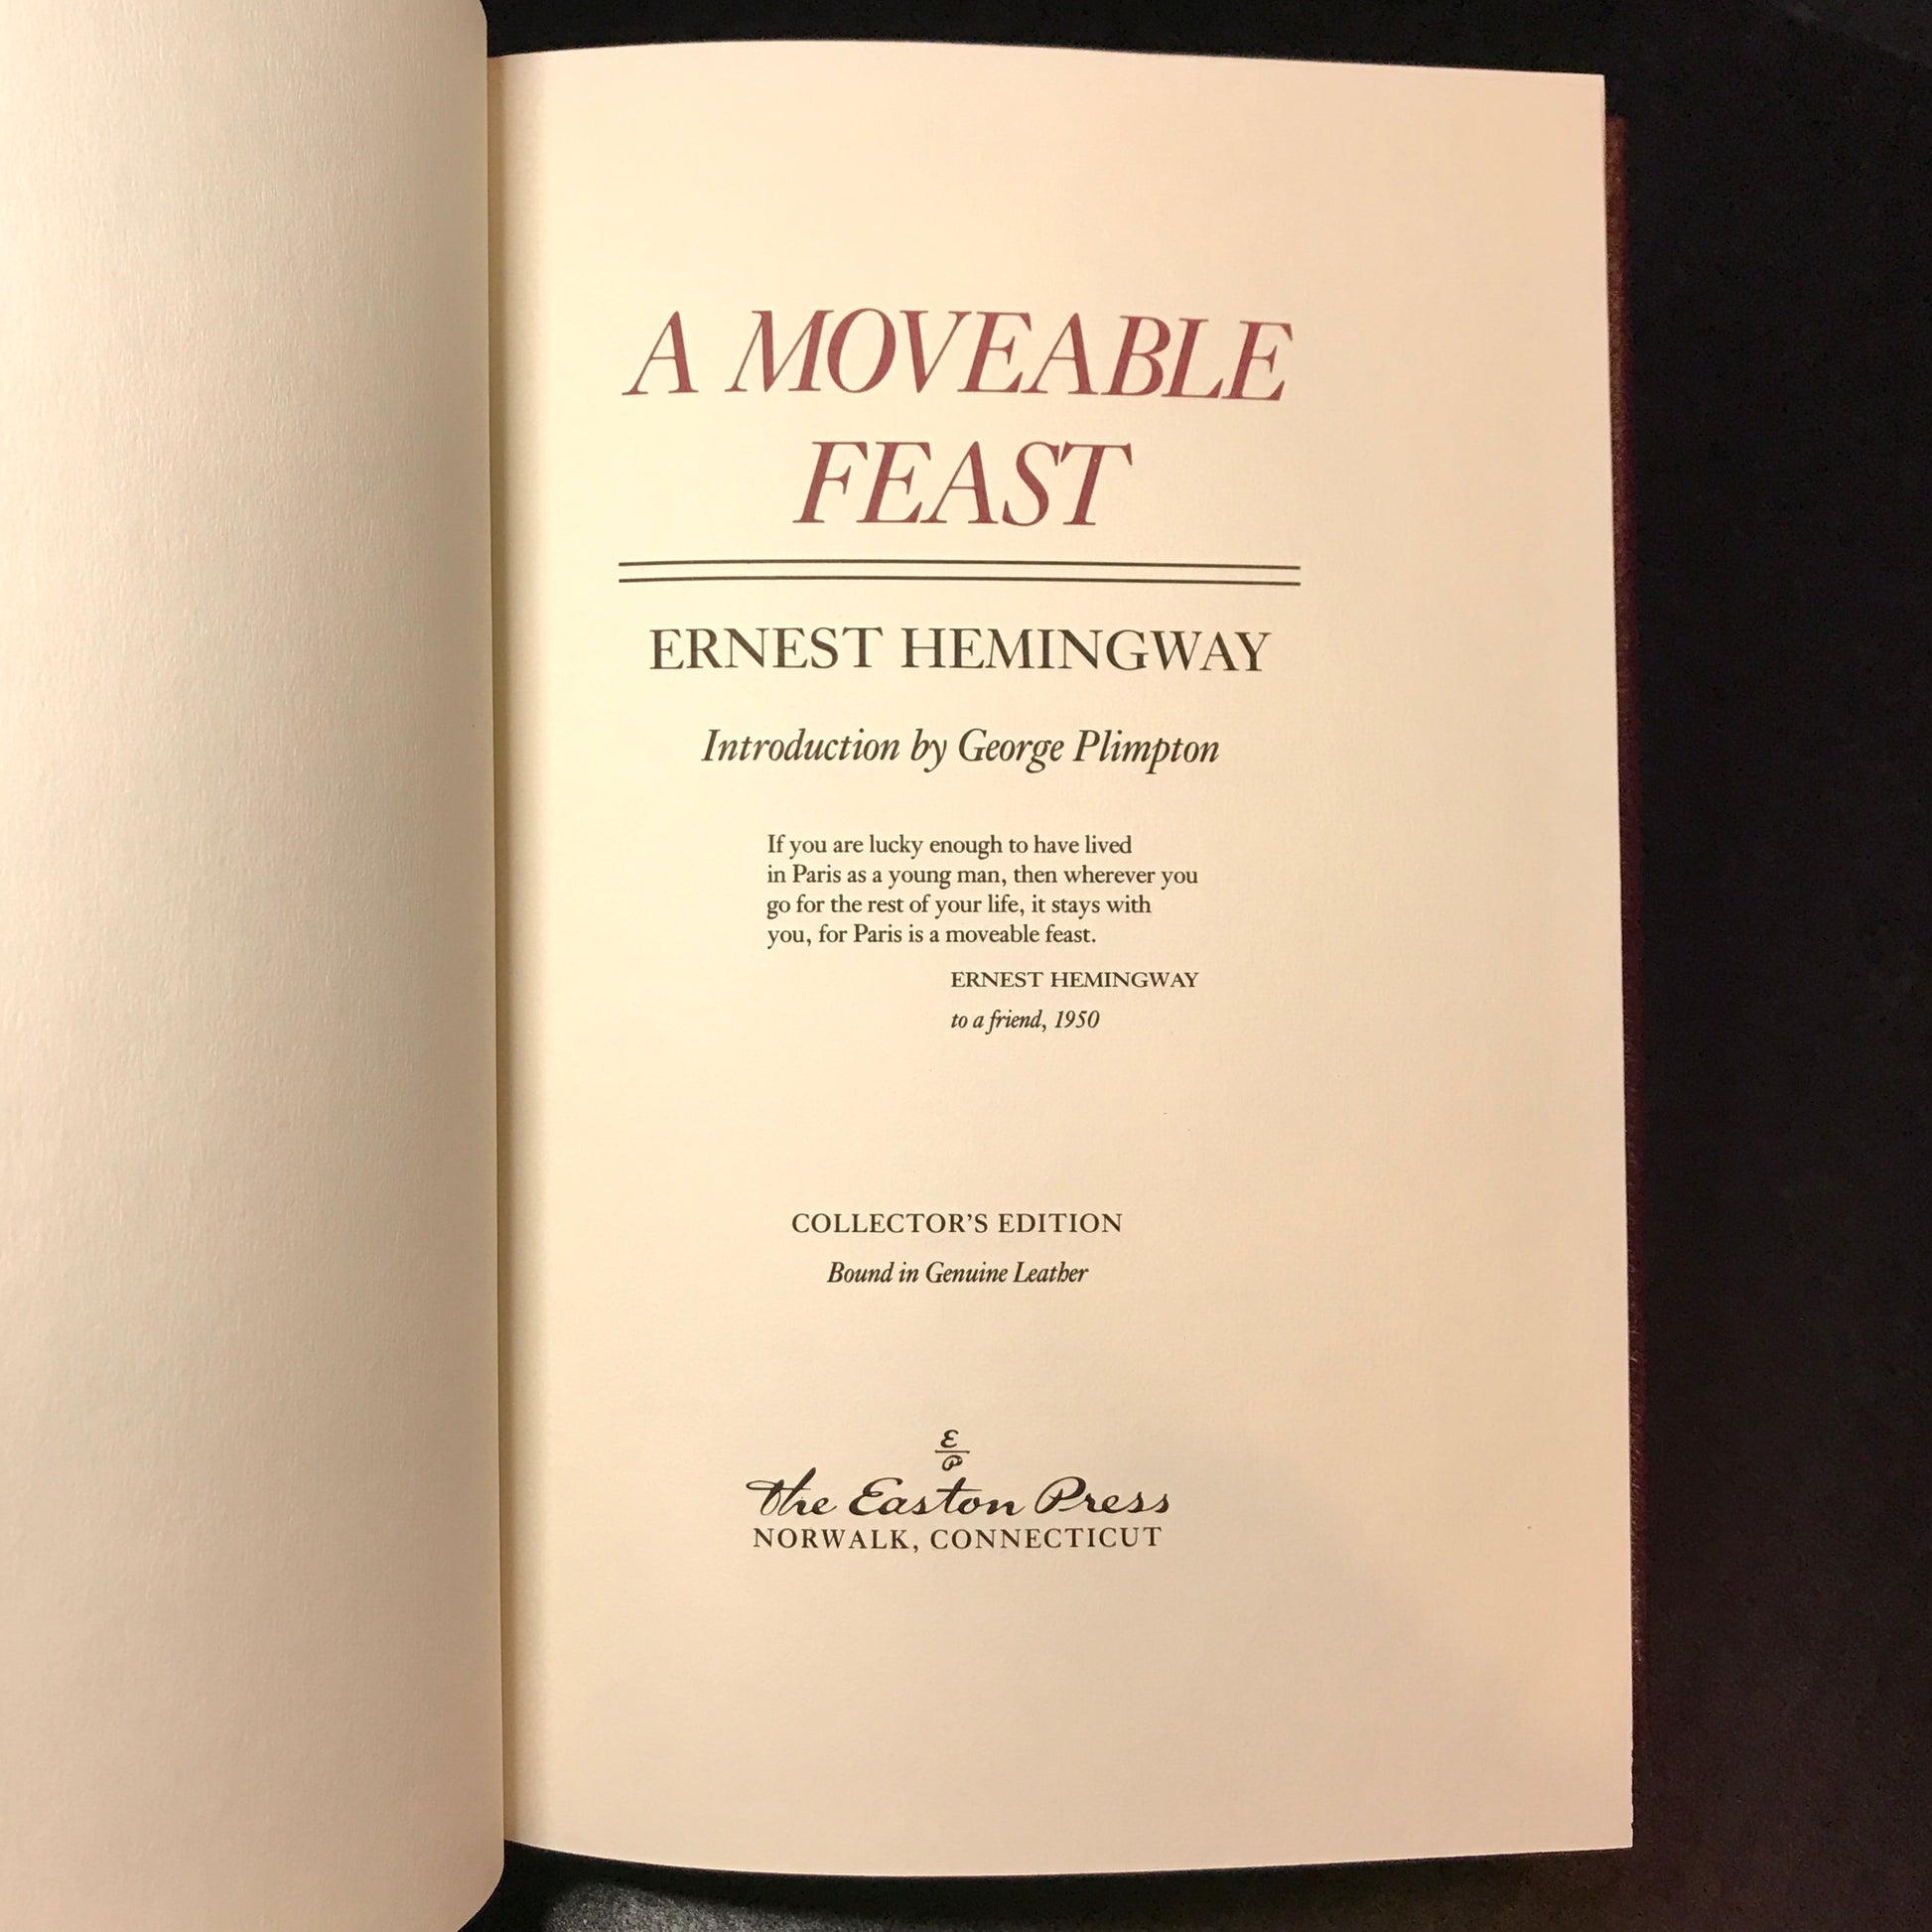 A MOVEABLE
FEAST
ERNEST HEMINGWAY
Introduction by George Plimpton
If you are lucky enough to have lived
in Paris as a young man, then wherever you
go for the rest of your life, it stays with
you, for Paris is a moveable feast.
ERNEST HEMINGWAY
to a friend, 1950
COLLECTOR'S EDITION
Bound in Genuine Leather
E
P
The Easton Press
NORWALK, CONNECTICUT